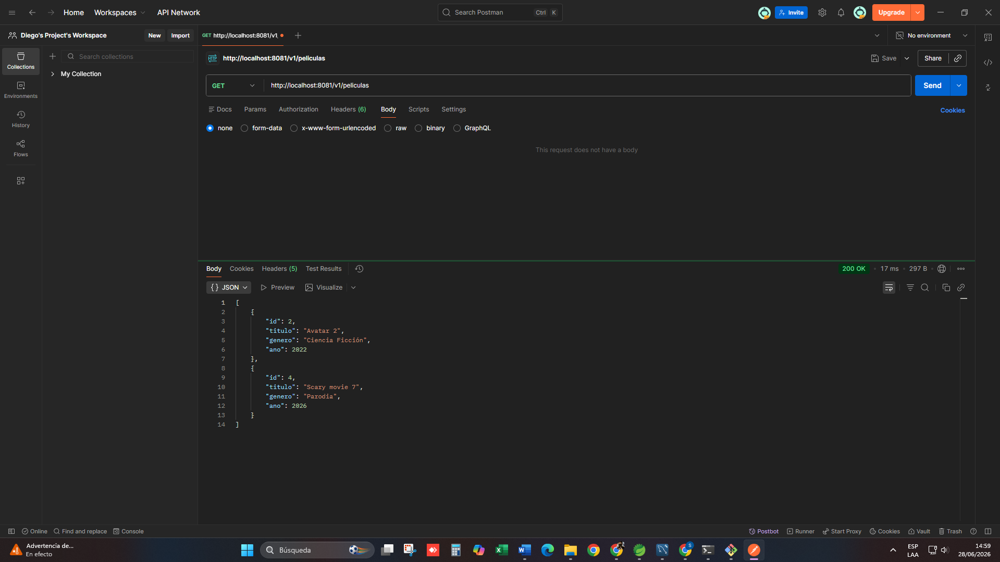 Home
Workspaces
API Network
Search Postman
Ctrl
K
Invite
Upgrade
Diego's Project's Workspace
New
Import
GET http://localhost:8081/v1,
No environment
Search collections
Collections
My Collection
Environments
History
Flows
HTTP
http://localhost:8081/v1/peliculas
Save
Share
GET
http://localhost:8081/v1/peliculas
Send
Docs
Params
Authorization
Headers (6)
Body
Scripts
Settings
Cookies
none
form-data
x-www-form-urlencoded
raw
binary
GraphQL
This request does not have a body
Body
Cookies
Headers (5)
Test Results
200 OK
17 ms
297 B
{} JSON
Preview
Visualize
1 [
2 {
3 "id": 2,
4 "titulo": "Avatar 2",
5 "genero": "Ciencia Ficción",
6 "ano": 2022
7 },
8 {
9 "id": 4,
10 "titulo": "Scary movie 7",
11 "genero": "Parodia",
12 "ano": 2026
13 }
14 ]
Online
Find and replace
Console
Postbot
Runner
Start Proxy
Cookies
Vault
Trash
Advertencia de...
En efecto
Búsqueda
S
ESP
LAA
14:59
28/06/2026